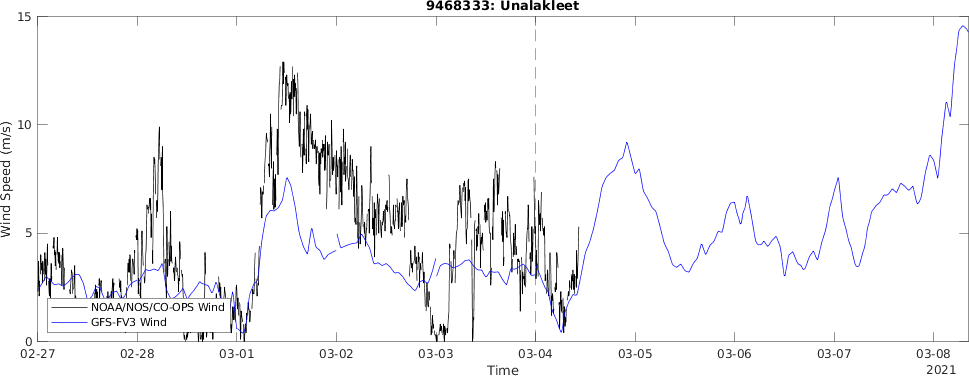 9468333: Unalakleet
15
10
5
0
Wind Speed (m/s)
NOAA/NOS/CO-OPS Wind
GFS-FV3 Wind
02-27 02-28 03-01 03-02 03-03 03-04 03-05 03-06 03-07 03-08
Time
2021